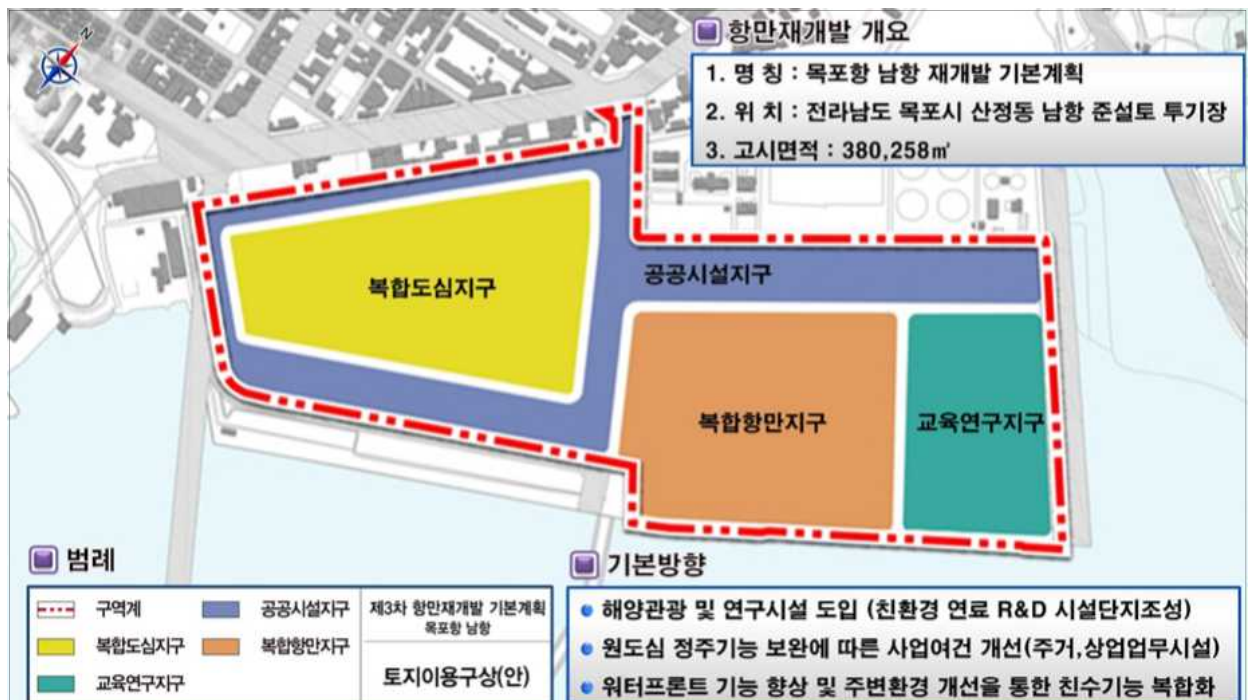 N
항만재개발 개요
1. 명 칭 : 목포항 남항 재개발 기본계획
2. 위 치 : 전라남도 목포시 산정동 남항 준설토 투기장
3. 고시면적 : 380,258㎡
복합도심지구
공공시설지구
복합항만지구
교육연구지구
범례
구역계
공공시설지구
복합도심지구
복합항만지구
교육연구지구
제3차 항만재개발 기본계획
목포항 남항
토지이용구상(안)
기본방향
해양관광 및 연구시설 도입 (친환경 연료 R&D 시설단지조성)
원도심 정주기능 보완에 따른 사업여건 개선(주거,상업업무시설)
워터프론트 기능 향상 및 주변환경 개선을 통한 친수기능 복합화